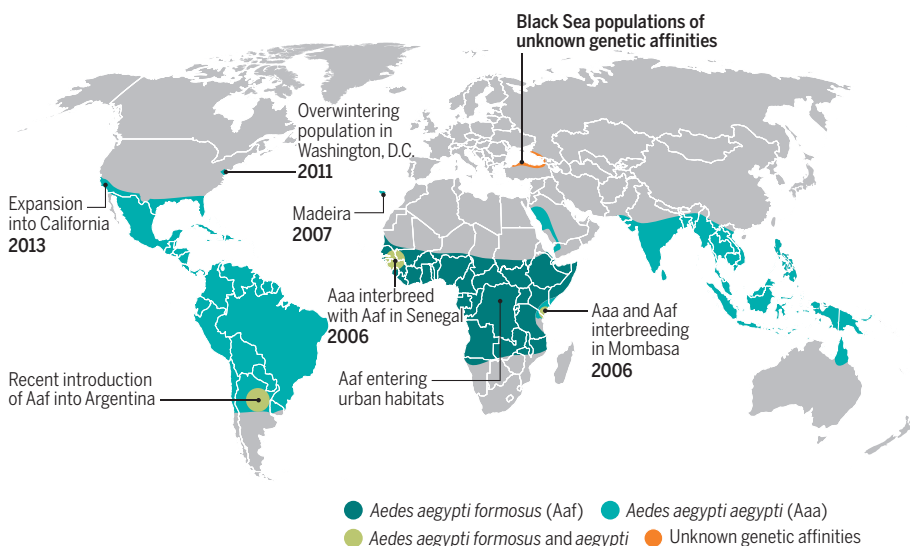 Black Sea populations of
unknown genetic affinities
Overwintering
population in
Washington, D.C.
2011
Expansion
into California
2013
Madeira
2007
Aaa interbreed
with Aaf in Senegal
2006
Aaa and Aaf
interbreeding
in Mombasa
2006
Recent introduction
of Aaf into Argentina
Aaf entering
urban habitats
Aedes aegypti formosus (Aaf)
Aedes aegypti aegypti (Aaa)
Aedes aegypti formosus and aegypti
Unknown genetic affinities